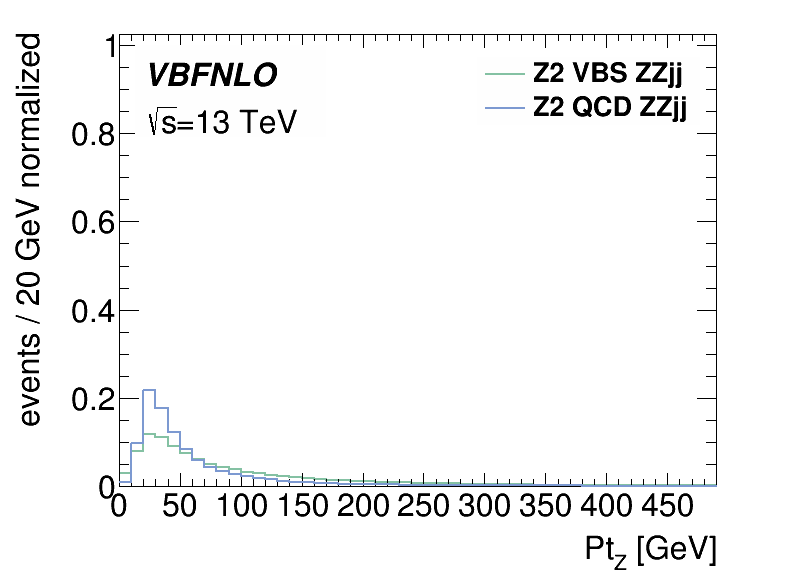 events / 20 GeV normalized
1
0.8
0.6
0.4
0.2
0
VBFNLO
√s=13 TeV
Z2 VBS ZZjj
Z2 QCD ZZjj
0 50 100 150 200 250 300 350 400 450
Pt_Z [GeV]